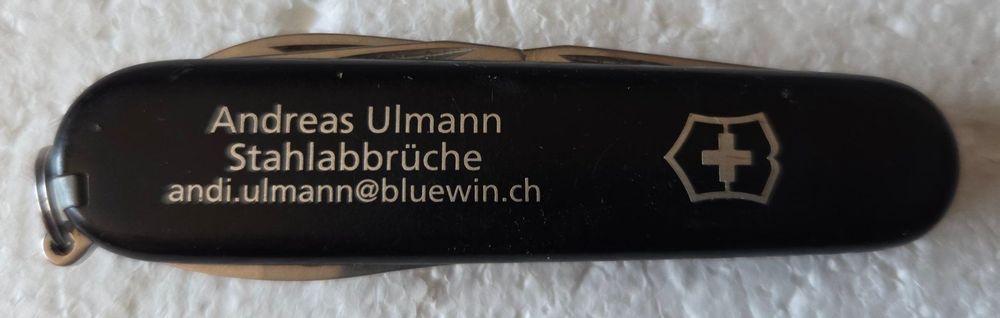 Andreas Ulmann
Stahlabbrüche
andi.ulmann@bluewin.ch